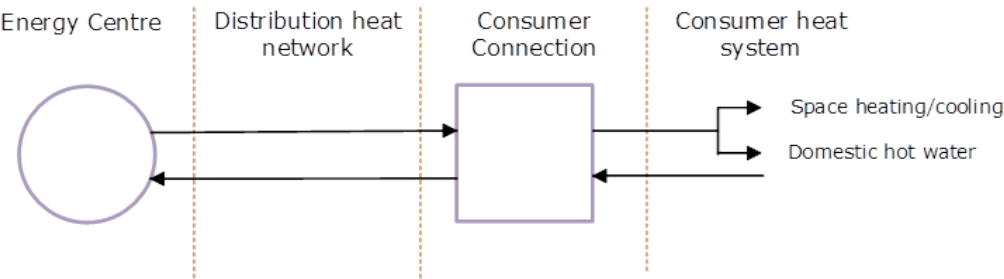 Energy Centre
Distribution heat
network
Consumer
Connection
Consumer heat
system
Space heating/cooling
Domestic hot water